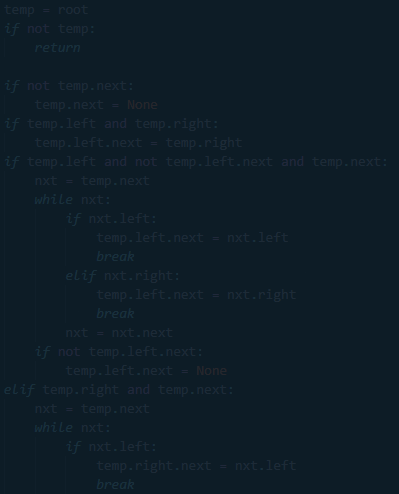 temp = root
if not temp:
    return

if not temp.next:
    temp.next = None
if temp.left and temp.right:
    temp.left.next = temp.right
if temp.left and not temp.left.next and temp.next:
    nxt = temp.next
    while nxt:
        if nxt.left:
            temp.left.next = nxt.left
            break
        elif nxt.right:
            temp.left.next = nxt.right
            break
        nxt = nxt.next
    if not temp.left.next:
        temp.left.next = None
elif temp.right and temp.next:
    nxt = temp.next
    while nxt:
        if nxt.left:
            temp.right.next = nxt.left
            break